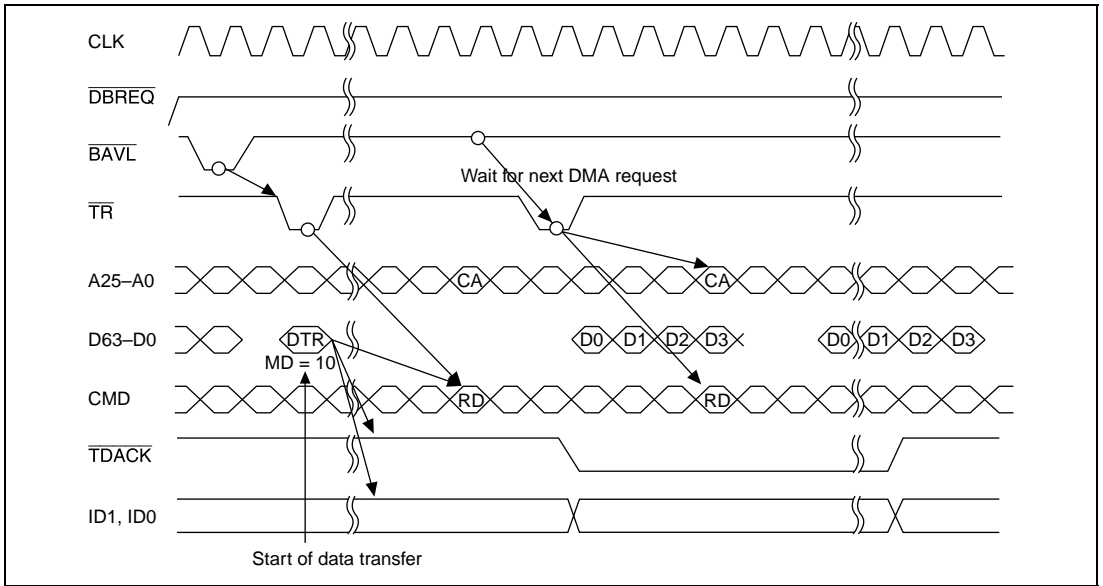 CLK
DBREQ
BAVL
Wait for next DMA request
TR
A25–A0 CA CA
D63–D0 DTR D0 D1 D2 D3 D0 D1 D2 D3
MD = 10
CMD RD RD
TDACK
ID1, ID0
Start of data transfer